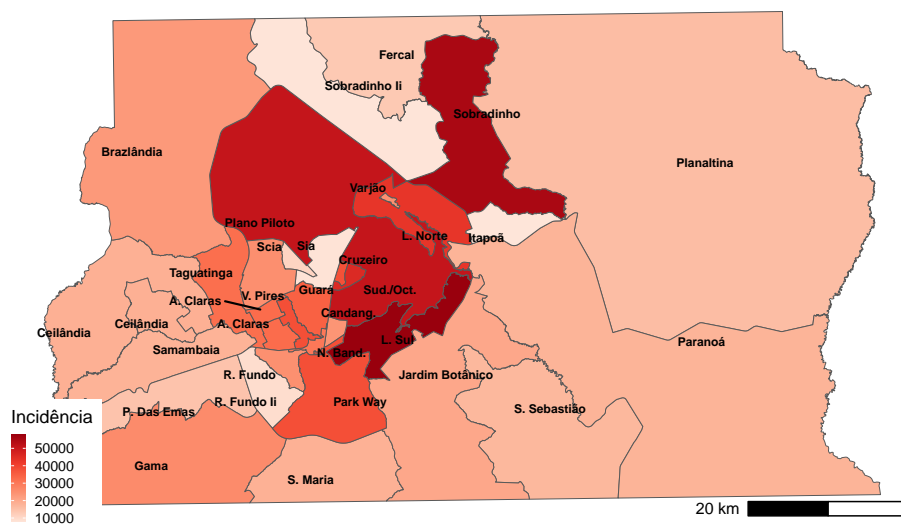 Fercal
Sobradinho Ii
Sobradinho
Brazlândia
Planaltina
Varjão
Plano Piloto
L. Norte
Itapoã
Scia
Sia
Cruzeiro
Taguatinga
Guará
Sud./Oct.
V. Pires
A. Claras
Candang.
Ceilândia
Ceilândia
A. Claras
L. Sul
Paranoá
Samambaia
N. Band.
R. Fundo
Jardim Botânico
R. Fundo Ii
Park Way
P. Das Emas
S. Sebastião
Gama
S. Maria
Incidência
50000
40000
30000
20000
10000
20 km